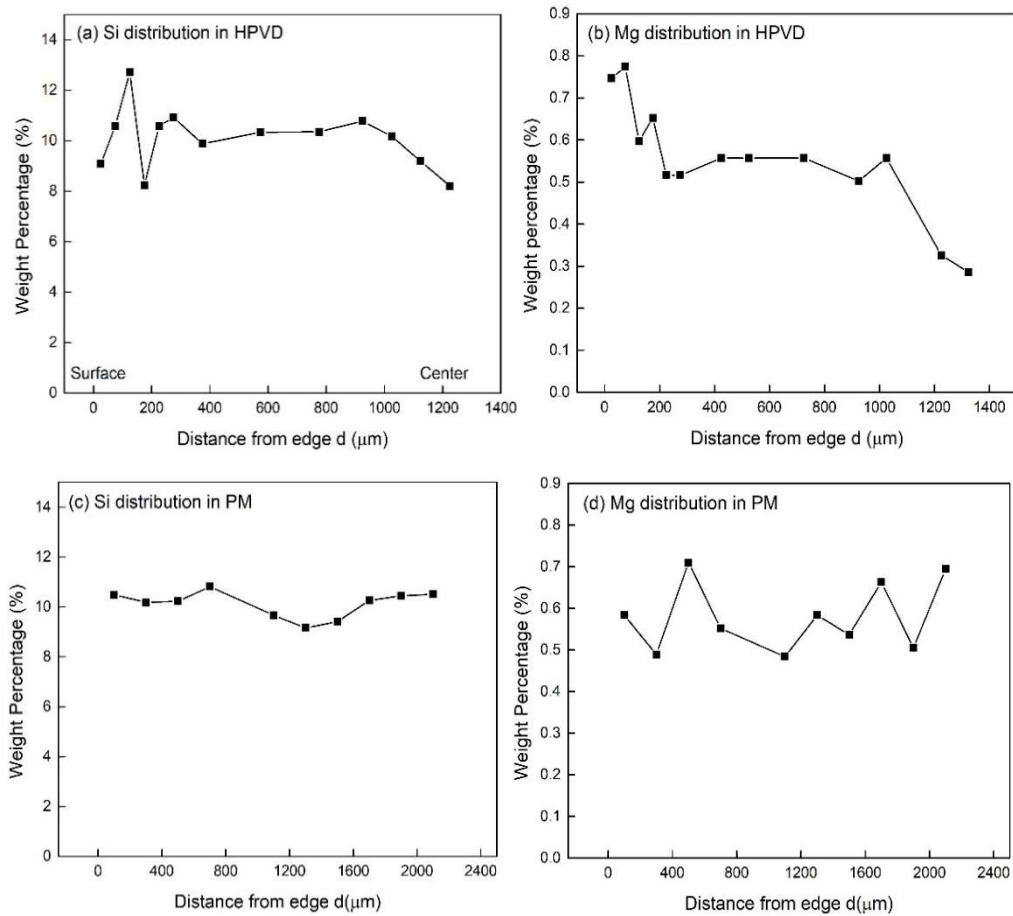 (a) Si distribution in HPVD
Weight Percentage (%)
14
12
10
8
6
4
2
0
Surface
Center
0 200 400 600 800 1000 1200 1400
Distance from edge d (μm)
(b) Mg distribution in HPVD
Weight percentage (%)
0.9
0.8
0.7
0.6
0.5
0.4
0.3
0.2
0.1
0.0
0 200 400 600 800 1000 1200 1400
Distance from edge d (μm)
(c) Si distribution in PM
Weight Percentage (%)
14
12
10
8
6
4
2
0
0 400 800 1200 1600 2000 2400
Distance from edge d(μm)
(d) Mg distribution in PM
Weight Percentage (%)
0.9
0.8
0.7
0.6
0.5
0.4
0.3
0.2
0.1
0.0
0 400 800 1200 1600 2000 2400
Distance from edge d(μm)